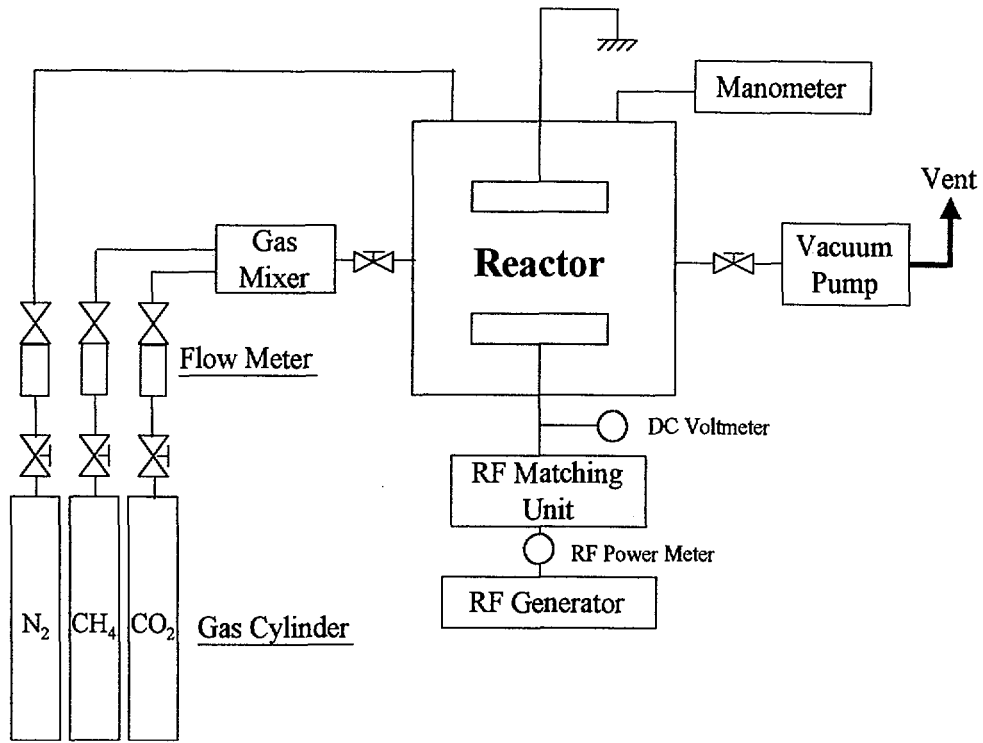 Manometer
Vent
Gas
Mixer
Reactor
Vacuum
Pump
Flow Meter
DC Voltmeter
RF Matching
Unit
RF Power Meter
RF Generator
N₂
CH₄
CO₂
Gas Cylinder